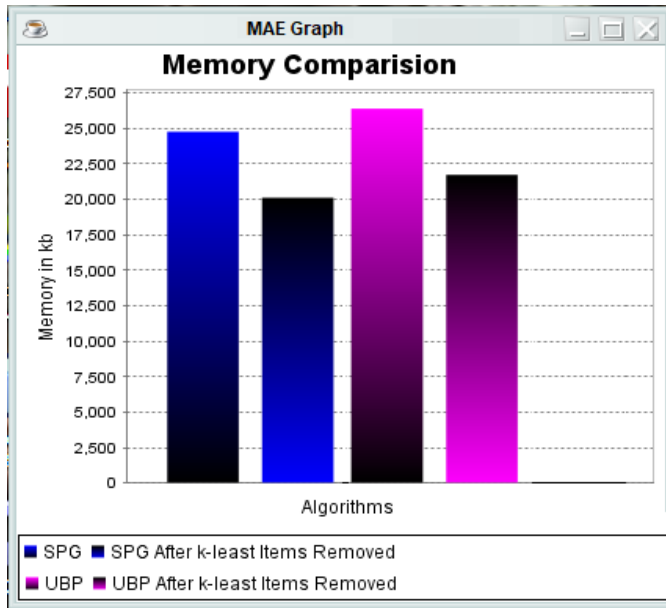 MAE Graph
Memory Comparision
27,500
25,000
22,500
20,000
17,500
15,000
12,500
10,000
7,500
5,000
2,500
0
Memory in kb
Algorithms
SPG SPG After k-least Items Removed
UBP UBP After k-least Items Removed